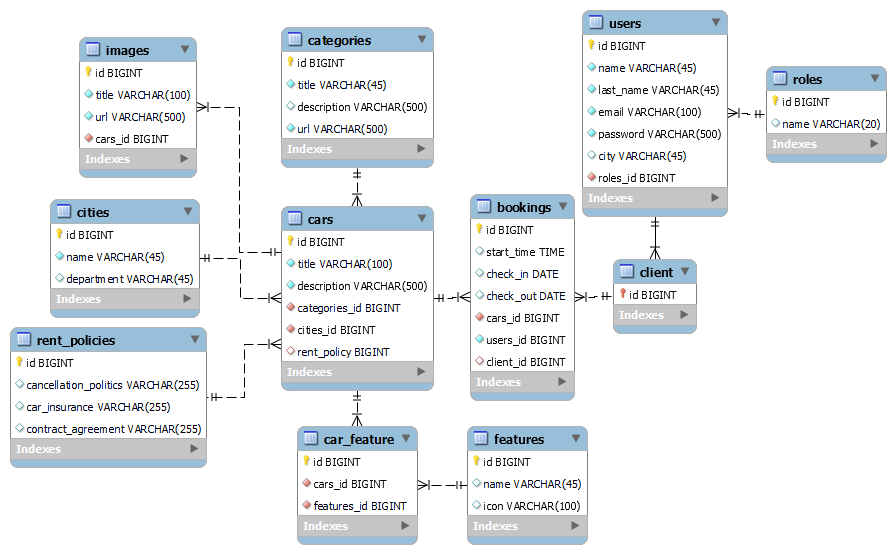 images
id BIGINT
title VARCHAR(100)
url VARCHAR(500)
cars_id BIGINT
Indexes
categories
id BIGINT
title VARCHAR(45)
description VARCHAR(500)
url VARCHAR(500)
Indexes
users
id BIGINT
name VARCHAR(45)
last_name VARCHAR(45)
email VARCHAR(100)
password VARCHAR(500)
city VARCHAR(45)
roles_id BIGINT
Indexes
roles
id BIGINT
name VARCHAR(20)
Indexes
cities
id BIGINT
name VARCHAR(45)
department VARCHAR(45)
Indexes
cars
id BIGINT
title VARCHAR(100)
description VARCHAR(500)
categories_id BIGINT
cities_id BIGINT
rent_policy BIGINT
Indexes
bookings
id BIGINT
start_time TIME
check_in DATE
check_out DATE
cars_id BIGINT
users_id BIGINT
client_id BIGINT
Indexes
client
id BIGINT
Indexes
rent_policies
id BIGINT
cancellation_politics VARCHAR(255)
car_insurance VARCHAR(255)
contract_agreement VARCHAR(255)
Indexes
car_feature
id BIGINT
cars_id BIGINT
features_id BIGINT
Indexes
features
id BIGINT
name VARCHAR(45)
icon VARCHAR(100)
Indexes